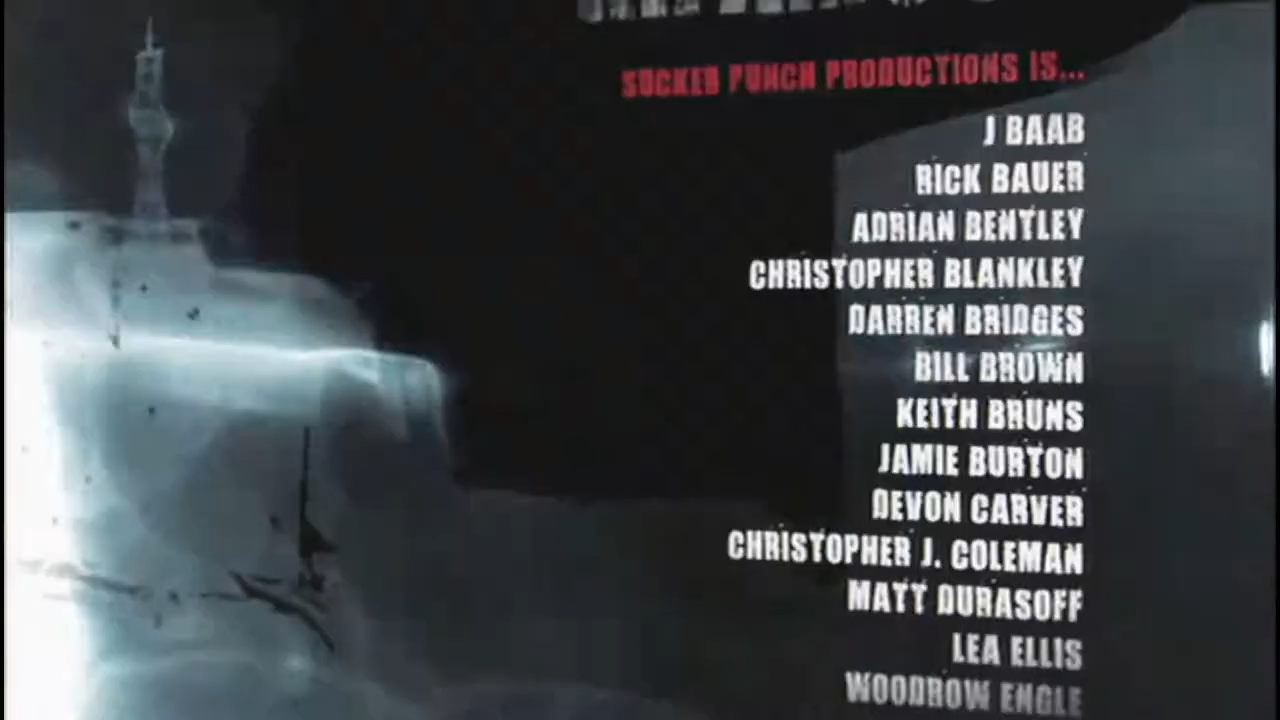 SUCKER PUNCH PRODUCTIONS IS...
J BAAB
RICK BAUER
ADRIAN BENTLEY
CHRISTOPHER BLANKLEY
DARREN BRIDGES
BILL BROWN
KEITH BRUNS
JAMIE BURTON
DEVON CARVER
CHRISTOPHER J. COLEMAN
MATT DURASOFF
LEA ELLIS
WOODROW ENGLE